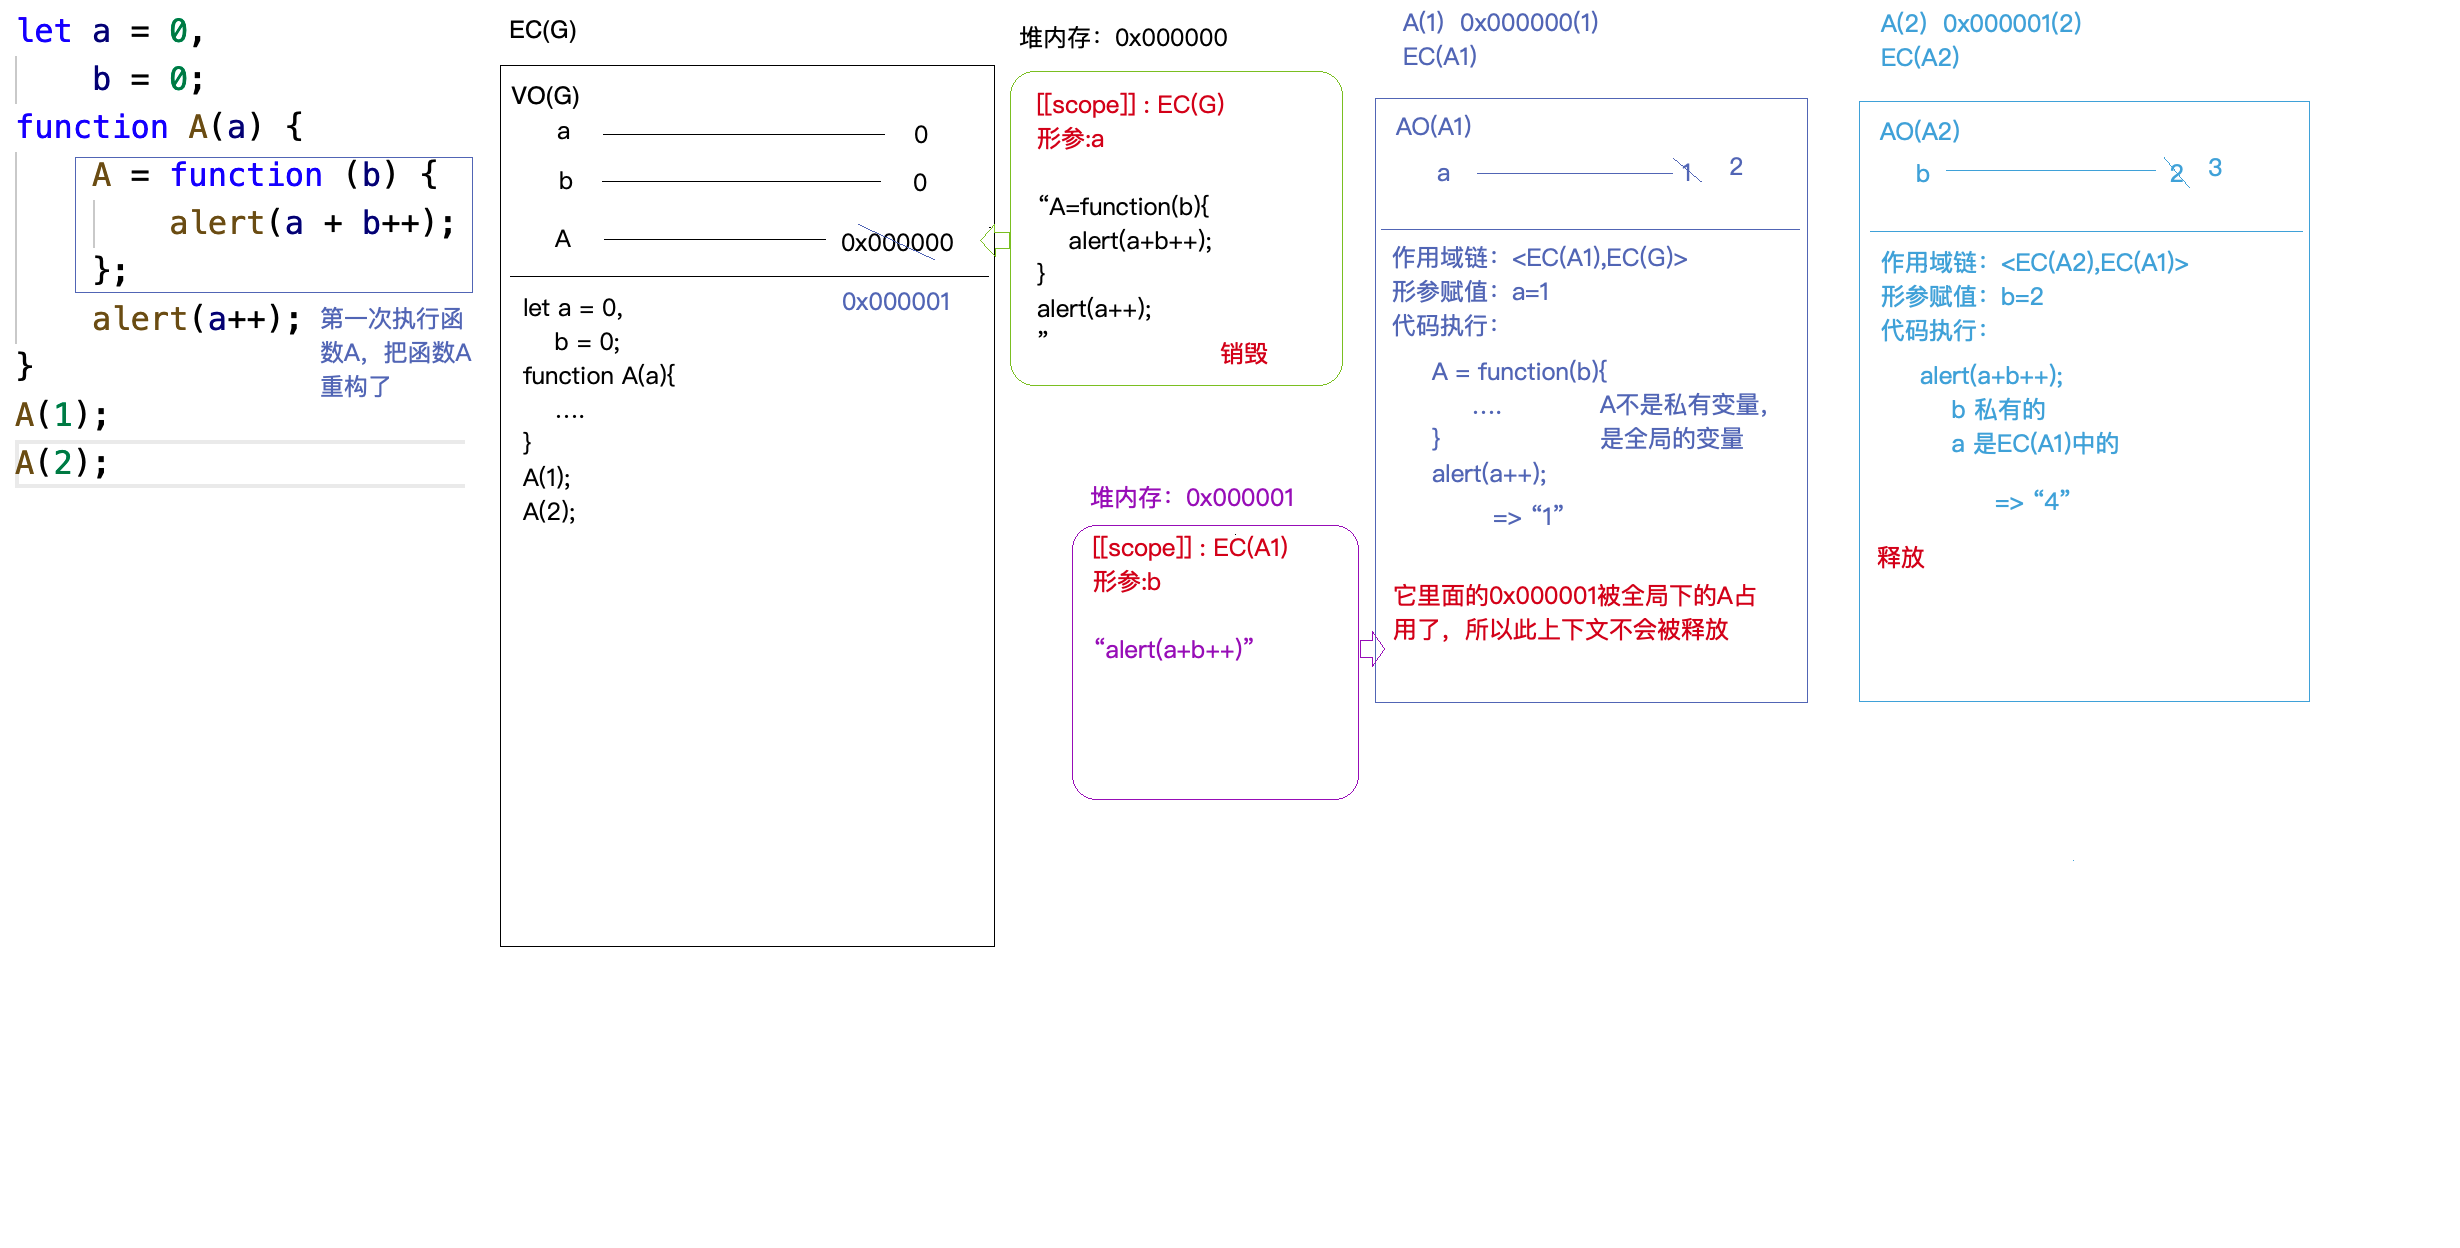 let a = 0,
b = 0;
function A(a) {
A = function (b) {
alert(a + b++);
};
alert(a++);
第一次执行函
数A，把函数A
重构了
}
A(1);
A(2);
EC(G)
VO(G)
a 0
b 0
A 0x000000
0x000001
let a = 0,
b = 0;
function A(a){
....
}
A(1);
A(2);
堆内存：0x000000
[[scope]] : EC(G)
形参:a
“A=function(b){
alert(a+b++);
}
alert(a++);
”
销毁
堆内存：0x000001
[[scope]] : EC(A1)
形参:b
“alert(a+b++)”
A(1) 0x000000(1)
EC(A1)
AO(A1)
a 1 2
作用域链：<EC(A1),EC(G)>
形参赋值：a=1
代码执行：
A = function(b){
....
}
A不是私有变量，
是全局的变量
alert(a++);
=> “1”
它里面的0x000001被全局下的A占
用了，所以此上下文不会被释放
A(2) 0x000001(2)
EC(A2)
AO(A2)
b 2 3
作用域链：<EC(A2),EC(A1)>
形参赋值：b=2
代码执行：
alert(a+b++);
b 私有的
a 是EC(A1)中的
=> “4”
释放